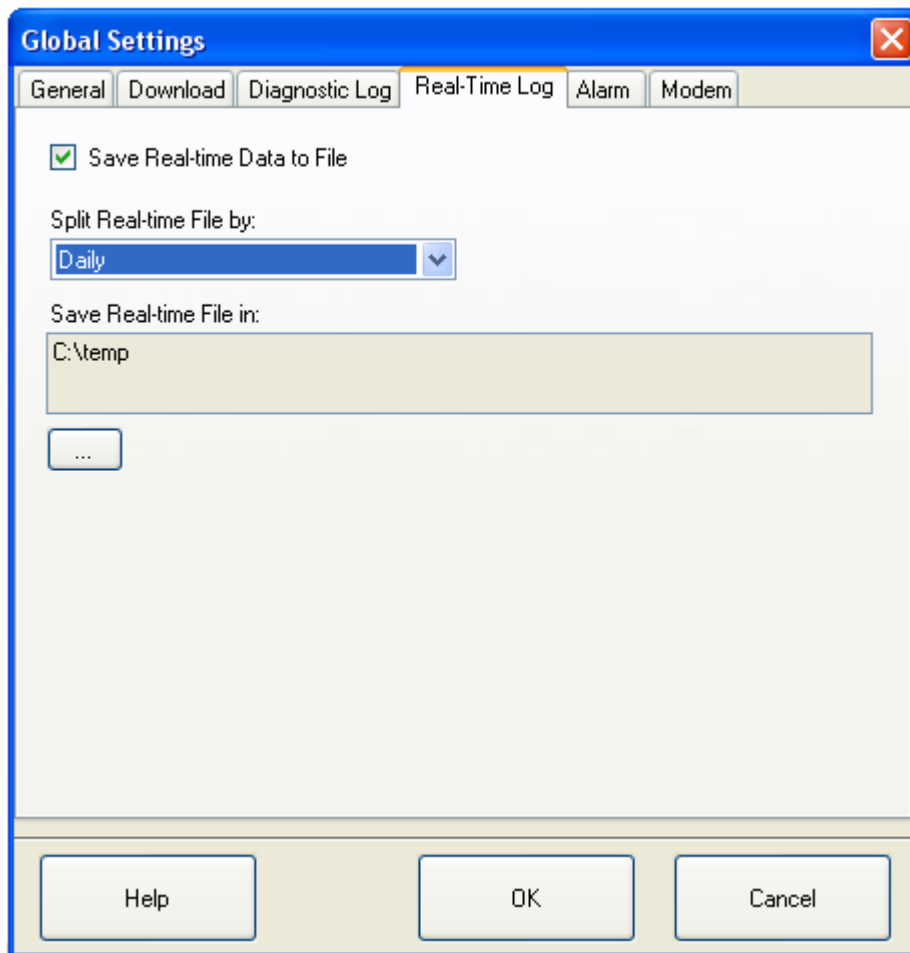 Global Settings
General Download Diagnostic Log Real-Time Log Alarm Modem
Save Real-time Data to File
Split Real-time File by:
Daily
Save Real-time File in:
C:\temp
...
Help OK Cancel